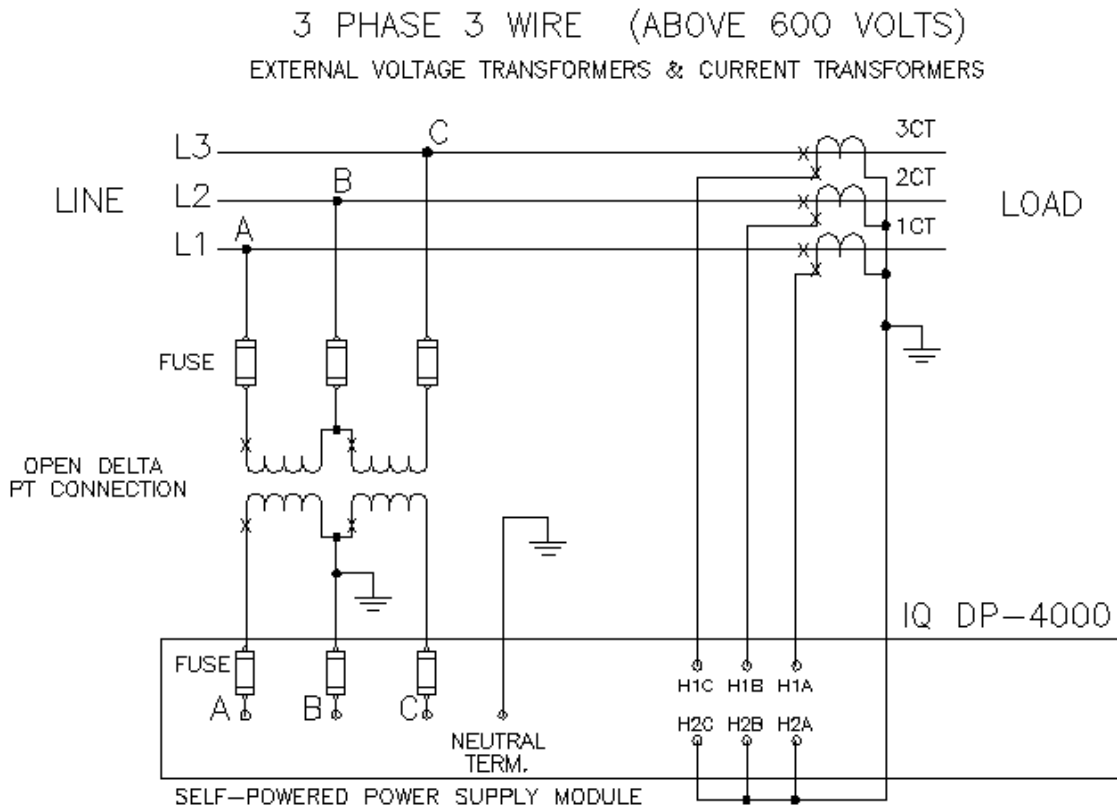 3 PHASE 3 WIRE (ABOVE 600 VOLTS)
EXTERNAL VOLTAGE TRANSFORMERS & CURRENT TRANSFORMERS
C
3CT
L3
B
2CT
LINE
L2
LOAD
A
1CT
L1
FUSE
OPEN DELTA
PT CONNECTION
IQ DP-4000
FUSE
H1C H1B H1A
A B C
H2C H2B H2A
NEUTRAL
TERM.
SELF-POWERED POWER SUPPLY MODULE